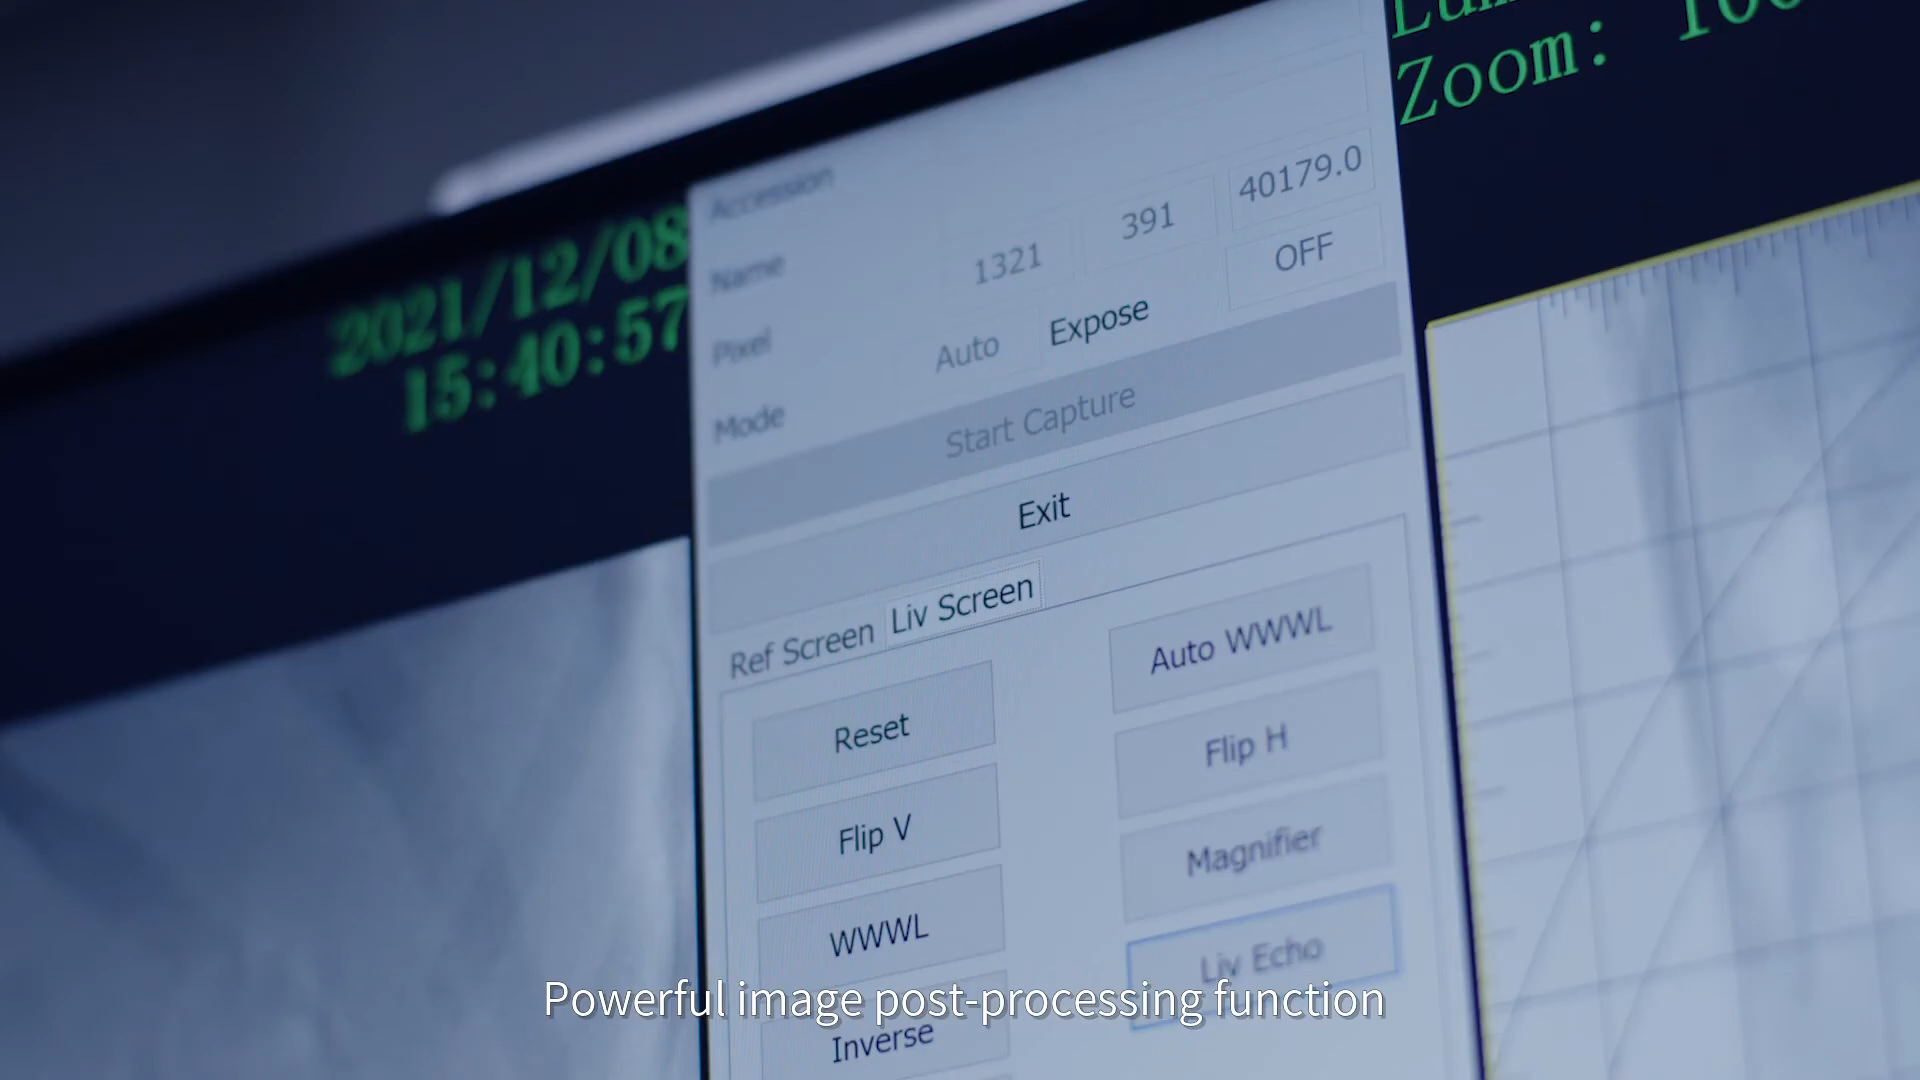 Zoom:
2021/12/08
15:40:57
Accession
Name
Pixel 1321 391 40179.0
Mode Auto Expose OFF
Start Capture
Exit
Ref Screen Liv Screen
Reset Auto WWWL
Flip V Flip H
WWWL Magnifier
Inverse Liv Echo
Powerful image post-processing function